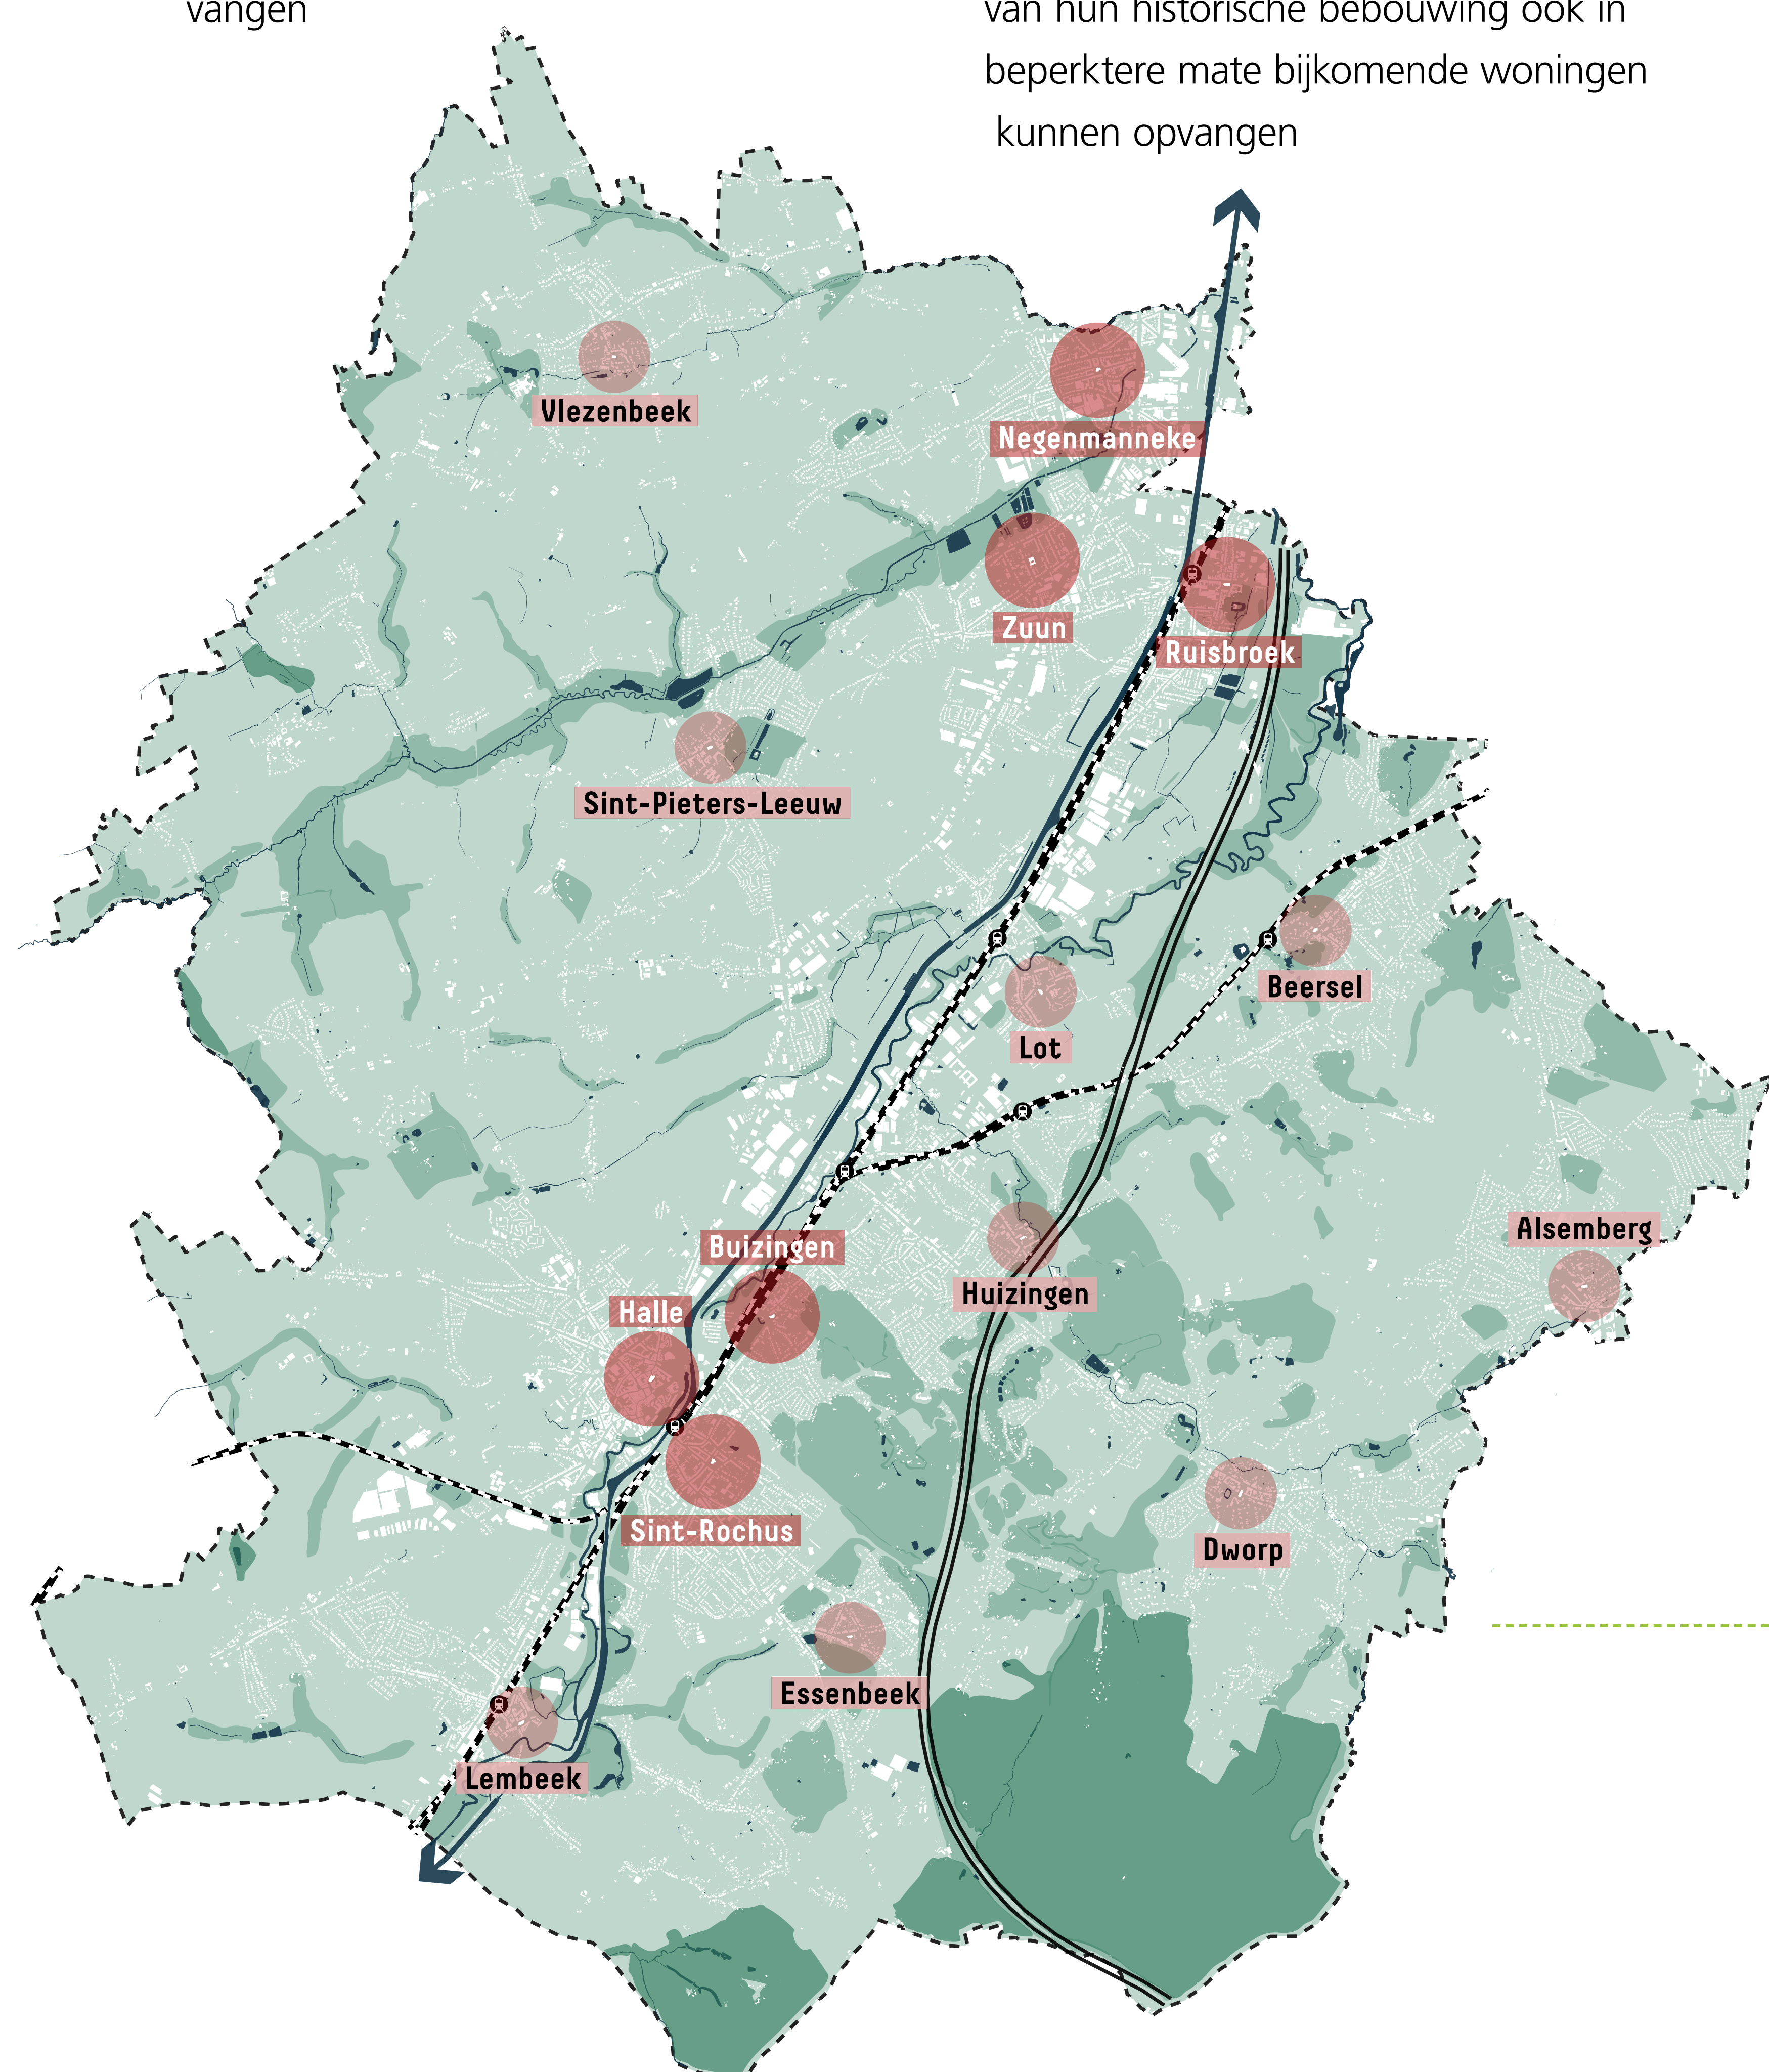 vangen
van hun historische bebouwing ook in
beperktere mate bijkomende woningen
kunnen opvangen
Vlezenbeek
Negenmanneke
Zuun
Ruisbroek
Sint-Pieters-Leeuw
Beersel
Lot
Alsemberg
Buizingen
Huizingen
Halle
Sint-Rochus
Dworp
Essenbeek
Lembeek